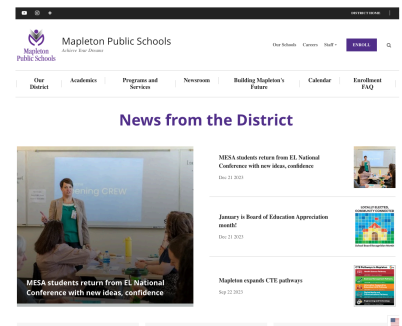 DISTRICT HOME
Mapleton Public Schools
Achieve Your Dreams
Mapleton
Public Schools
Our Schools Careers Staff ENROLL
Our District
Academics
Programs and Services
Newsroom
Building Mapleton's Future
Calendar
Enrollment FAQ
News from the District
MESA students return from EL National
Conference with new ideas, confidence
MESA students return from EL National
Conference with new ideas, confidence
Dec 21 2023
January is Board of Education Appreciation
month!
Dec 21 2023
Mapleton expands CTE pathways
Sep 22 2023